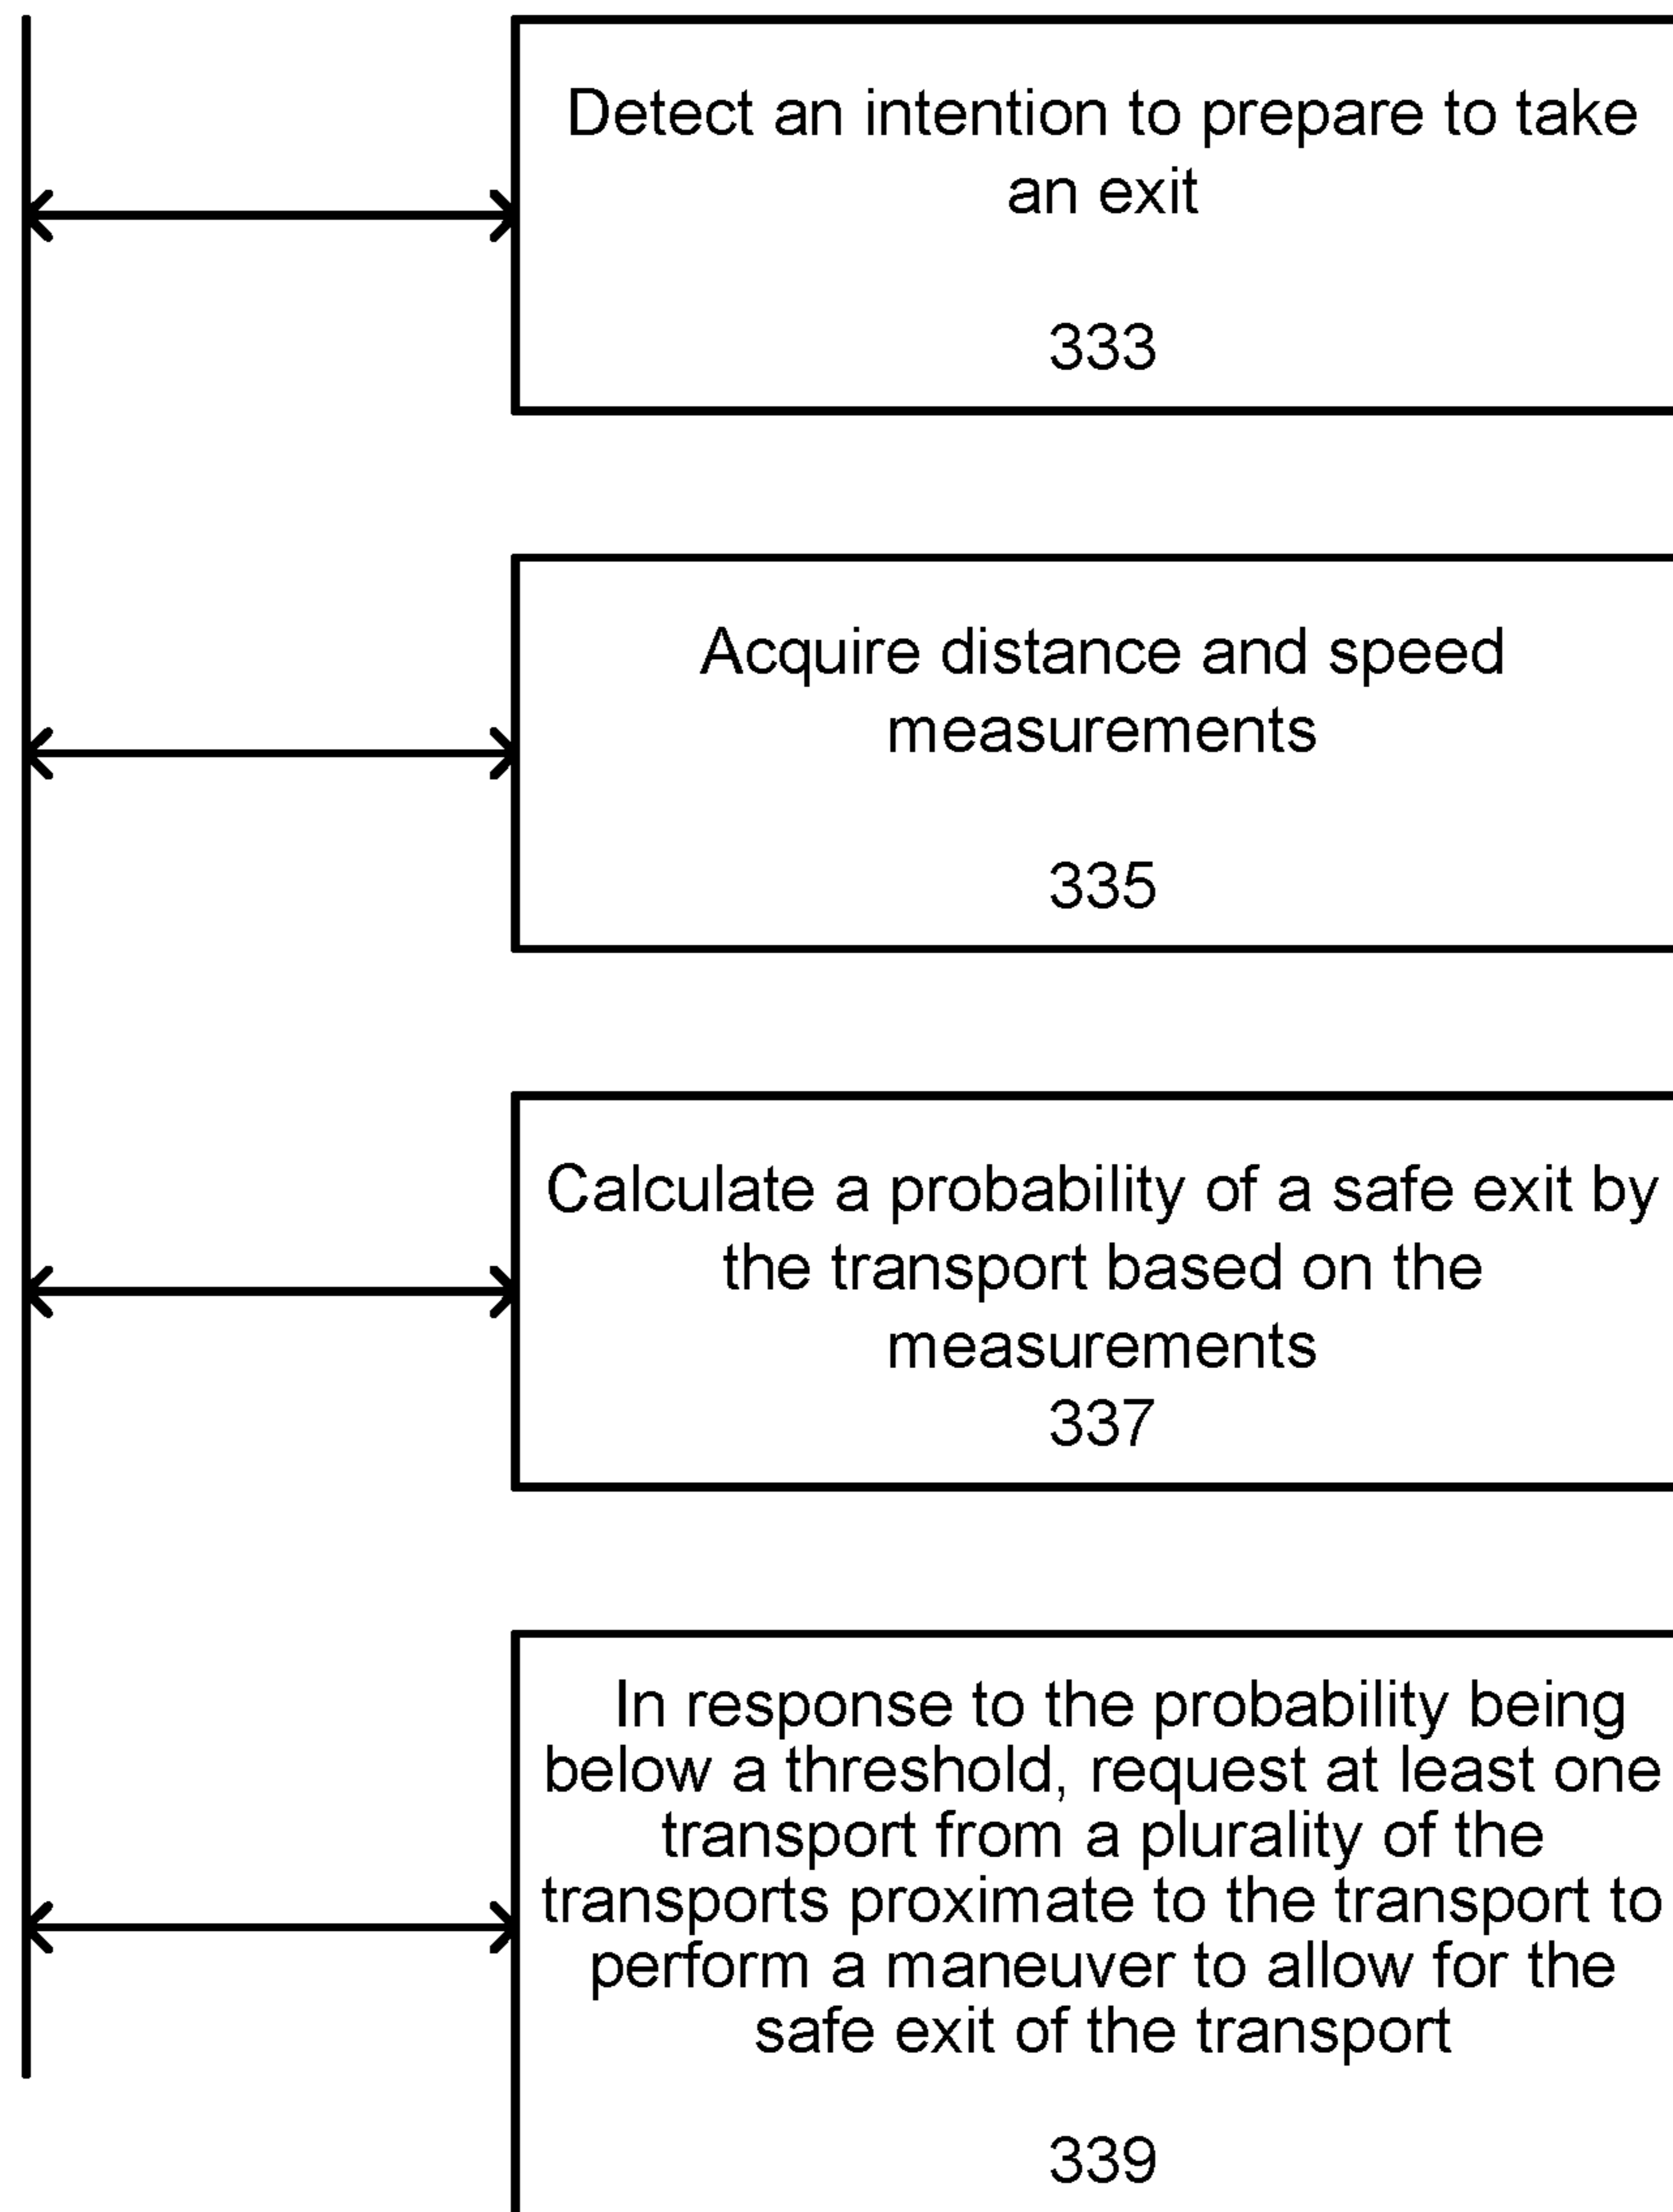 Detect an intention to prepare to take
an exit
333
Acquire distance and speed
measurements
335
Calculate a probability of a safe exit by
the transport based on the
measurements
337
In response to the probability being
below a threshold, request at least one
transport from a plurality of the
transports proximate to the transport to
perform a maneuver to allow for the
safe exit of the transport
339